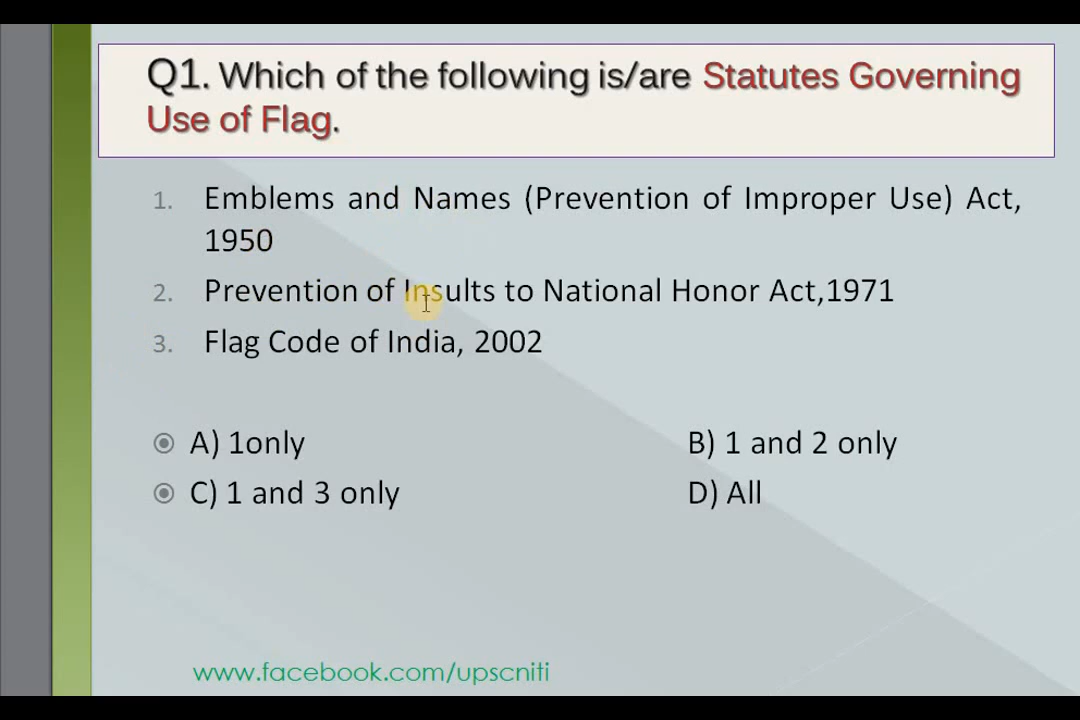 Q1. Which of the following is/are Statutes Governing
Use of Flag.
1. Emblems and Names (Prevention of Improper Use) Act,
1950
2. Prevention of Insults to National Honor Act,1971
3. Flag Code of India, 2002
A) 1only B) 1 and 2 only
C) 1 and 3 only D) All
www.facebook.com/upscniti